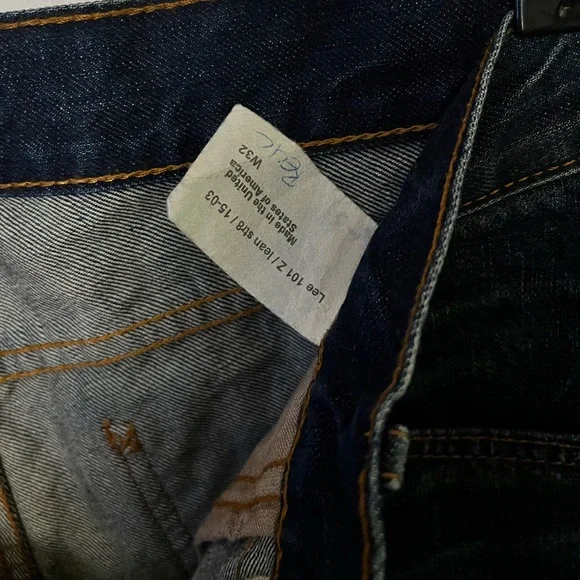 Lee 101 Z / lean str8 / 15-03
Made in the United
States of America
W32